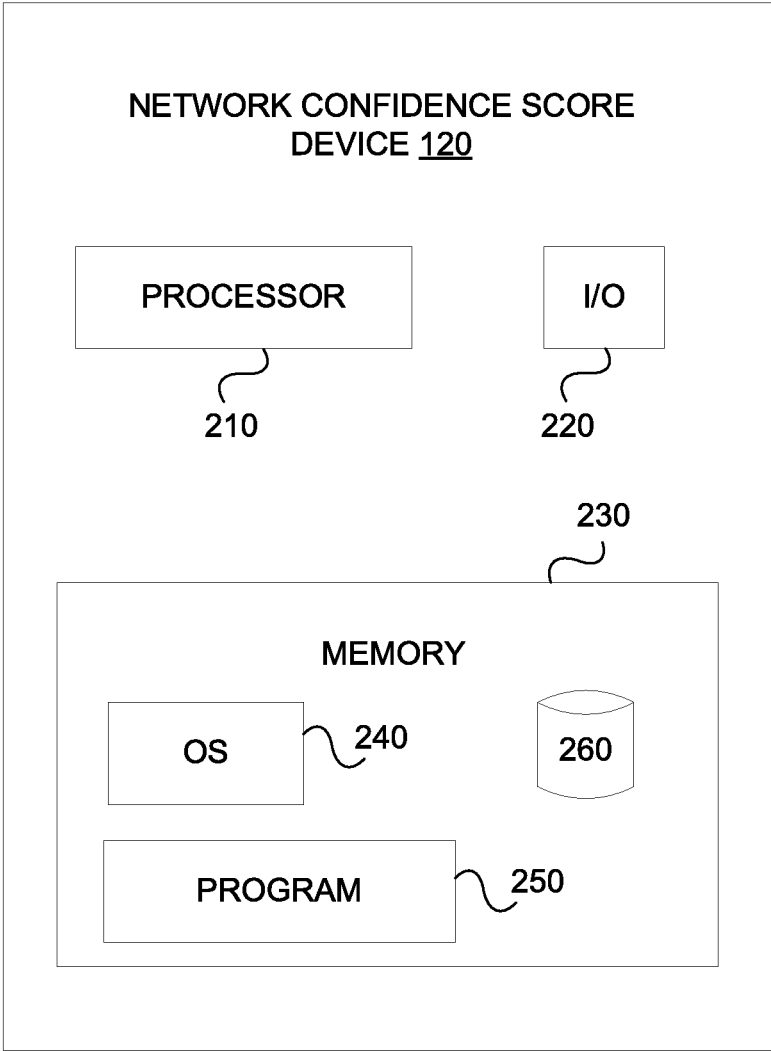 NETWORK CONFIDENCE SCORE
DEVICE 120
PROCESSOR
I/O
210
220
230
MEMORY
OS
240
260
PROGRAM
250